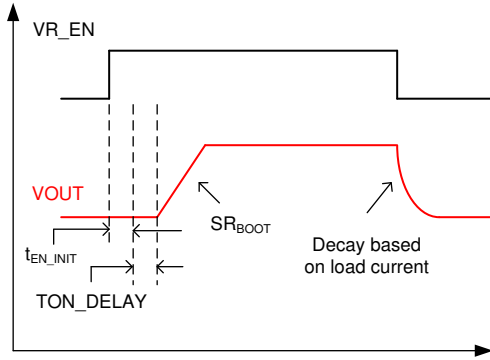 VR_EN
VOUT
SR_BOOT
t_EN_INIT
Decay based
on load current
TON_DELAY